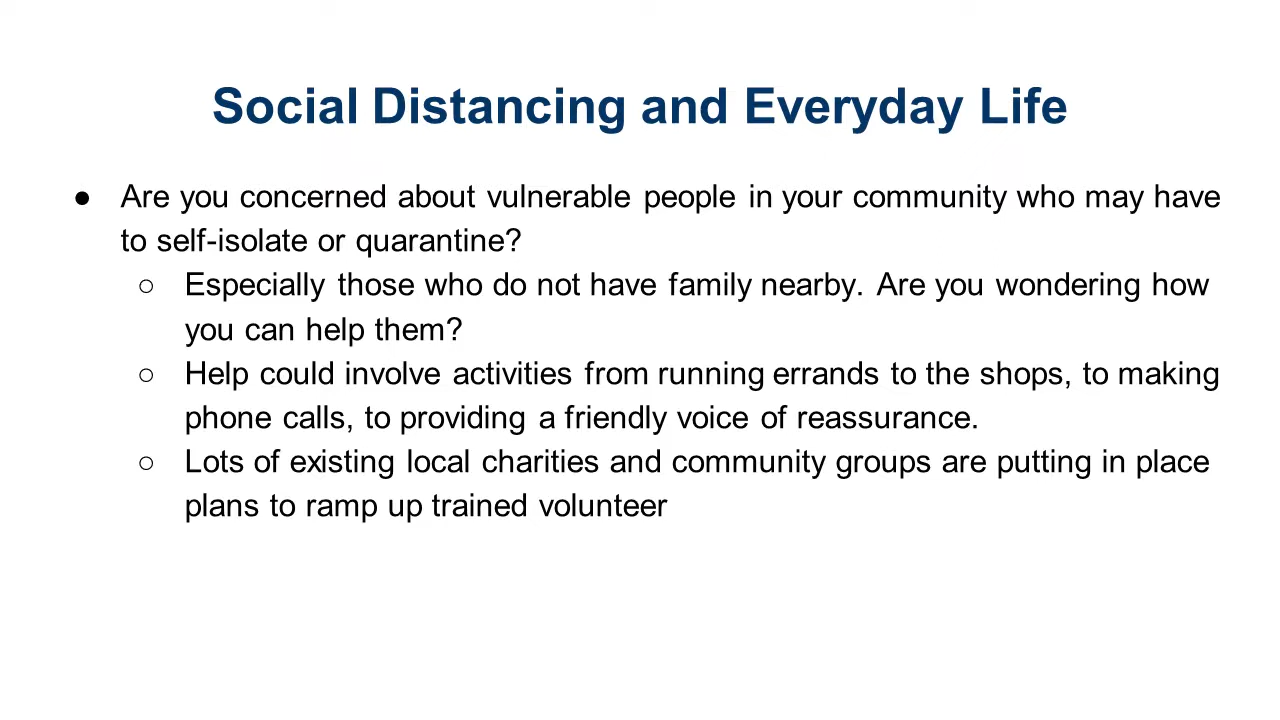 Social Distancing and Everyday Life
● Are you concerned about vulnerable people in your community who may have
to self-isolate or quarantine?
○ Especially those who do not have family nearby. Are you wondering how
you can help them?
○ Help could involve activities from running errands to the shops, to making
phone calls, to providing a friendly voice of reassurance.
○ Lots of existing local charities and community groups are putting in place
plans to ramp up trained volunteer